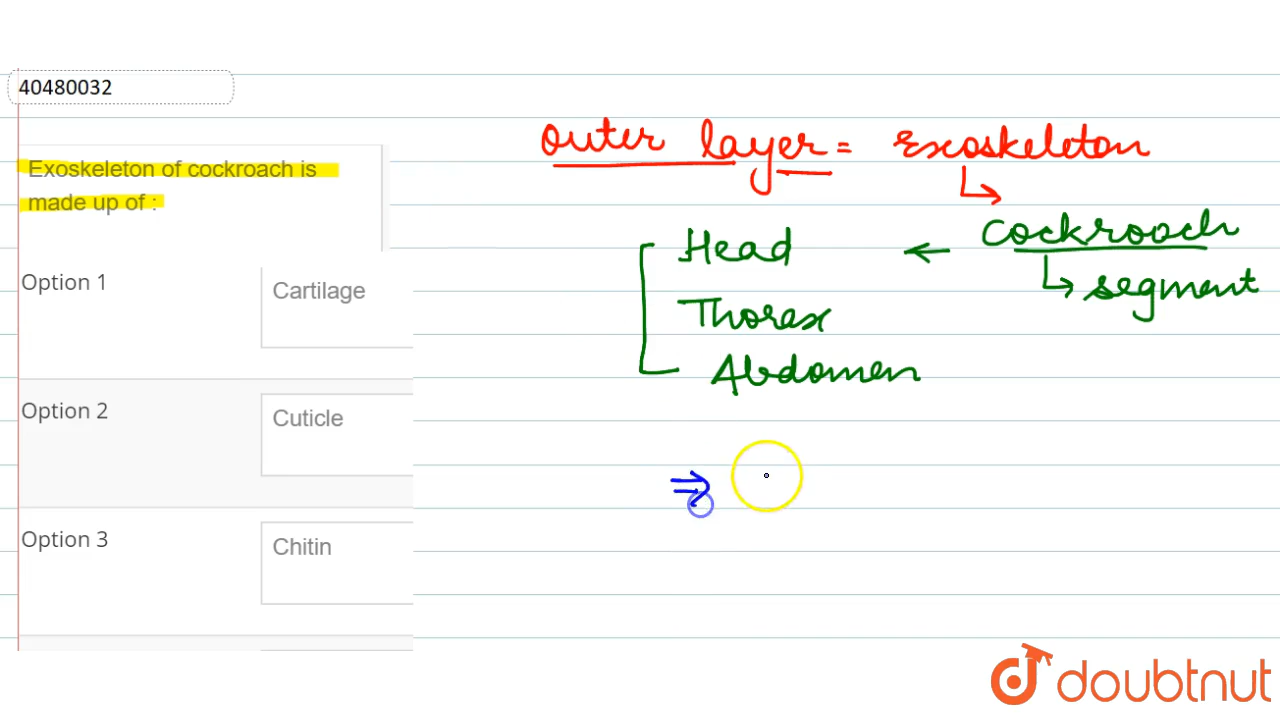 40480032
Exoskeleton of cockroach is
made up of :
Option 1
Cartilage
Option 2
Cuticle
Option 3
Chitin
Outer layer = Exoskeleton
Cockroach
segment
Head
Thorax
Abdomen
doubtnut